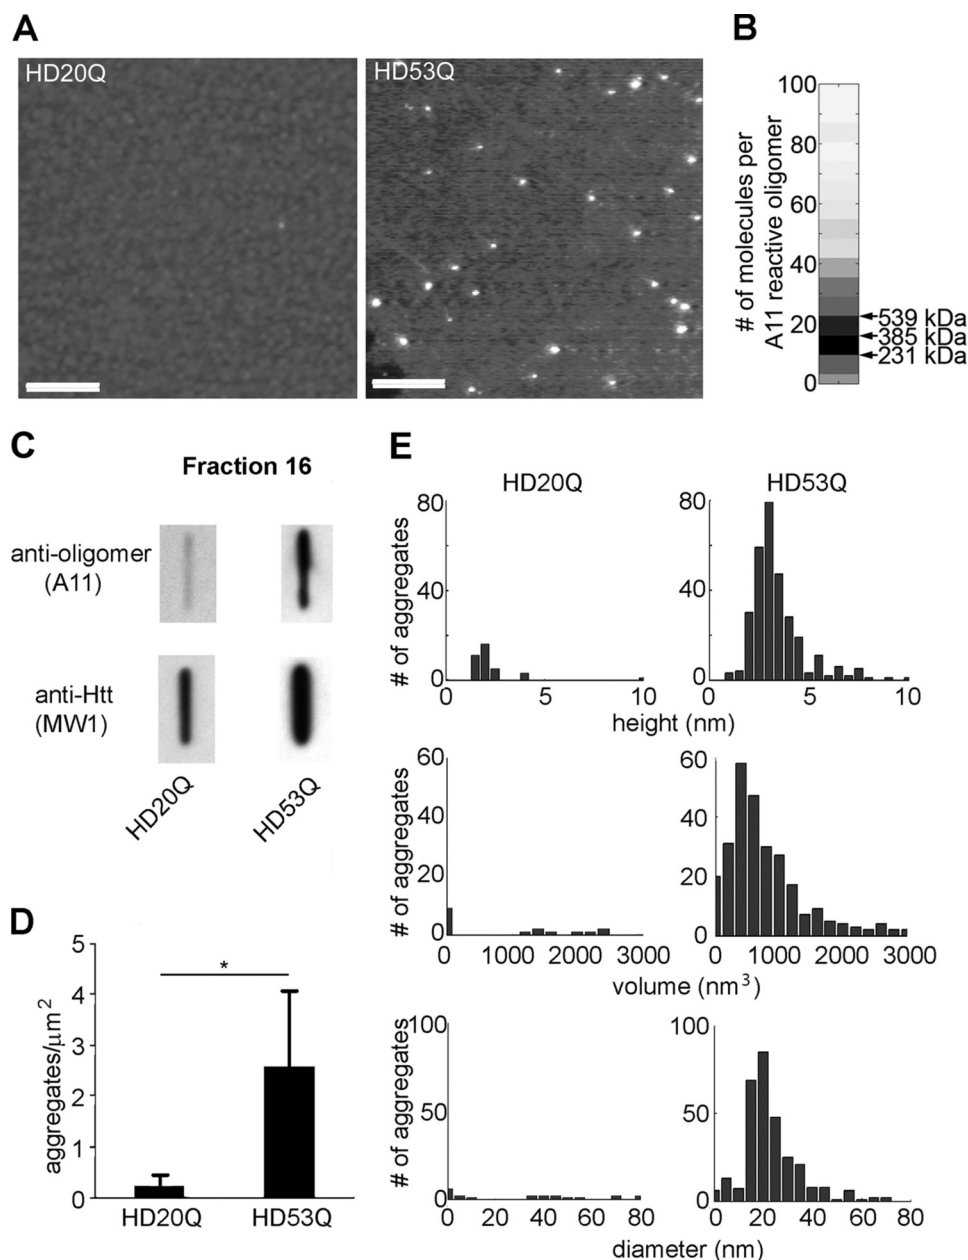 A
HD20Q
HD53Q
B
# of molecules per
A11 reactive oligomer
100
80
60
40
20
0
539 kDa
385 kDa
231 kDa
C
Fraction 16
anti-oligomer
(A11)
anti-Htt
(MW1)
HD20Q
HD53Q
D
aggregates/μm²
5
4
3
2
1
0
*
HD20Q
HD53Q
E
HD20Q
HD53Q
# of aggregates
80
40
0
0
5
10
80
40
0
0
5
10
height (nm)
# of aggregates
60
40
20
0
0
1000
2000
3000
60
40
20
0
0
1000
2000
3000
volume (nm³)
# of aggregates
100
50
0
0
20
40
60
80
100
50
0
0
20
40
60
80
diameter (nm)